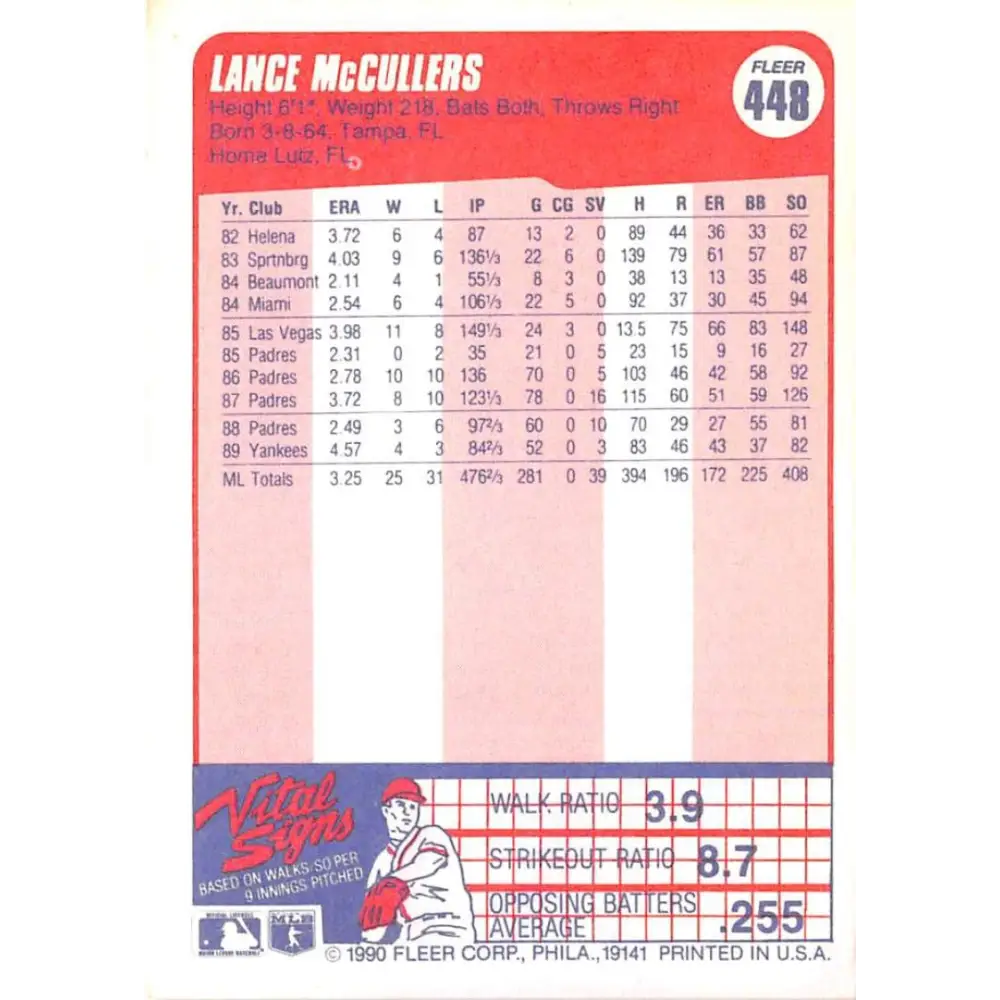 LANCE McCULLERS
FLEER
448
Height 6'1", Weight 218, Bats Both, Throws Right
Born 3-8-64, Tampa, FL
Home Lutz, FL
Yr. Club ERA W L IP G CG SV H R ER BB SO
82 Helena 3.72 6 4 87 13 2 0 89 44 36 33 62
83 Sprtnbrg 4.03 9 6 136⅓ 22 6 0 139 79 61 57 87
84 Beaumont 2.11 4 1 55⅓ 8 3 0 38 13 13 35 48
84 Miami 2.54 6 4 106⅓ 22 5 0 92 37 30 45 94
85 Las Vegas 3.98 11 8 149⅓ 24 3 0 13.5 75 66 83 148
85 Padres 2.31 0 2 35 21 0 5 23 15 9 16 27
86 Padres 2.78 10 10 136 70 0 5 103 46 42 58 92
87 Padres 3.72 8 10 123⅓ 78 0 16 115 60 51 59 126
88 Padres 2.49 3 6 97⅔ 60 0 10 70 29 27 55 81
89 Yankees 4.57 4 3 84⅔ 52 0 3 83 46 43 37 82
ML Totals 3.25 25 31 476⅔ 281 0 39 394 196 172 225 408
Vital
Signs
BASED ON WALKS/SO PER
9 INNINGS PITCHED
WALK RATIO 3.9
STRIKEOUT RATIO 8.7
OPPOSING BATTERS
AVERAGE .255
MLB
© 1990 FLEER CORP., PHILA., 19141 PRINTED IN U.S.A.